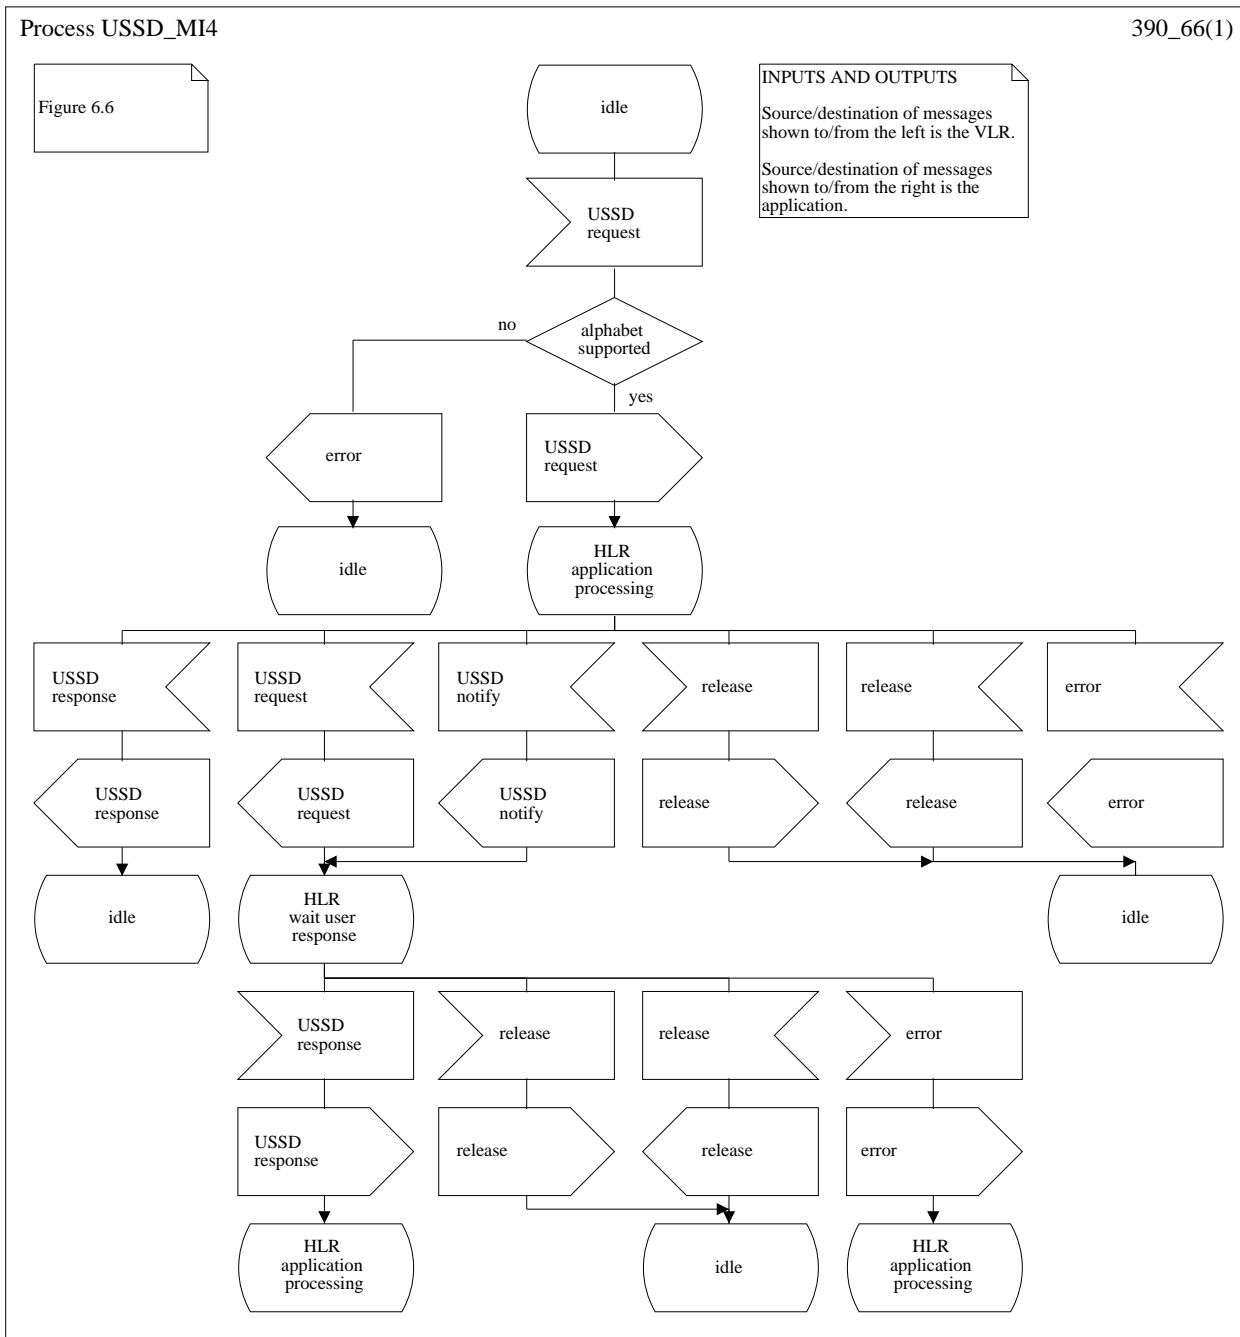 Process USSD_MI4
390_66(1)
Figure 6.6
idle
INPUTS AND OUTPUTS
Source/destination of messages
shown to/from the left is the VLR.
Source/destination of messages
shown to/from the right is the
application.
USSD
request
alphabet
supported
no
yes
error
USSD
request
idle
HLR
application
processing
USSD
response
USSD
request
USSD
notify
release
release
error
USSD
response
USSD
request
USSD
notify
release
release
error
idle
HLR
wait user
response
idle
USSD
response
release
release
error
USSD
response
release
release
error
HLR
application
processing
idle
HLR
application
processing